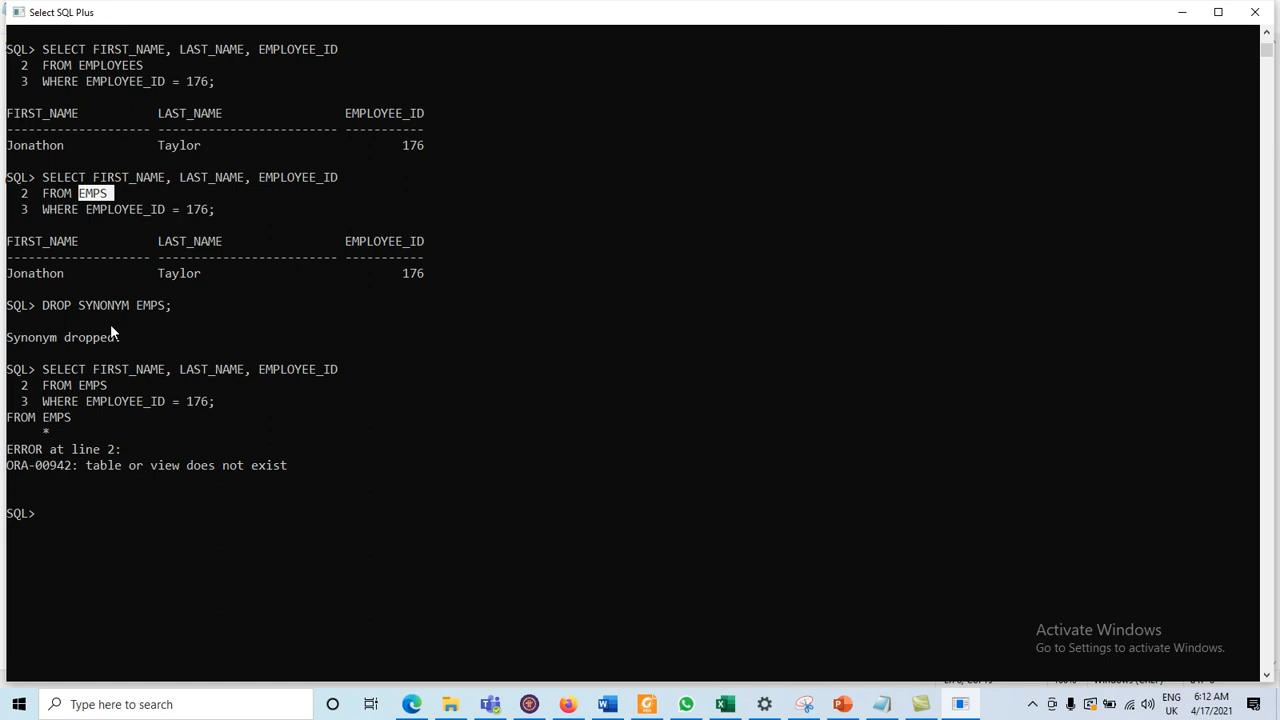 Select SQL Plus
SQL> SELECT FIRST_NAME, LAST_NAME, EMPLOYEE_ID
2 FROM EMPLOYEES
3 WHERE EMPLOYEE_ID = 176;
FIRST_NAME LAST_NAME EMPLOYEE_ID
-------------------- ------------------------- -----------
Jonathon Taylor 176
SQL> SELECT FIRST_NAME, LAST_NAME, EMPLOYEE_ID
2 FROM EMPS
3 WHERE EMPLOYEE_ID = 176;
FIRST_NAME LAST_NAME EMPLOYEE_ID
-------------------- ------------------------- -----------
Jonathon Taylor 176
SQL> DROP SYNONYM EMPS;
Synonym dropped.
SQL> SELECT FIRST_NAME, LAST_NAME, EMPLOYEE_ID
2 FROM EMPS
3 WHERE EMPLOYEE_ID = 176;
FROM EMPS
*
ERROR at line 2:
ORA-00942: table or view does not exist
SQL>
Activate Windows
Go to Settings to activate Windows.
Type here to search
ENG
UK
6:12 AM
4/17/2021